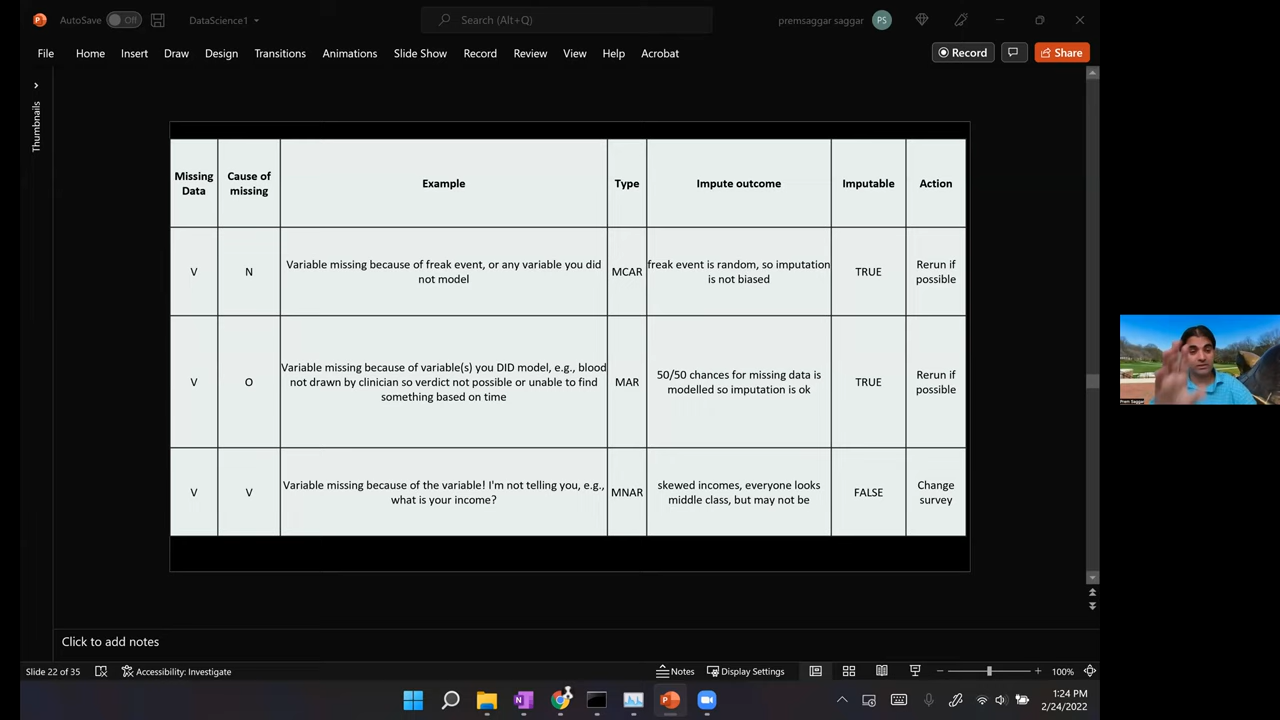 AutoSave
Off
DataScience1
Search (Alt+Q)
premsaggar saggar
PS
File
Home
Insert
Draw
Design
Transitions
Animations
Slide Show
Record
Review
View
Help
Acrobat
Record
Share
Thumbnails
Missing
Data
Cause of
missing
Example
Type
Impute outcome
Imputable
Action
V
N
Variable missing because of freak event, or any variable you did
not model
MCAR
freak event is random, so imputation
is not biased
TRUE
Rerun if
possible
V
O
Variable missing because of variable(s) you DID model, e.g., blood
not drawn by clinician so verdict not possible or unable to find
something based on time
MAR
50/50 chances for missing data is
modelled so imputation is ok
TRUE
Rerun if
possible
V
V
Variable missing because of the variable! I'm not telling you, e.g.,
what is your income?
MNAR
skewed incomes, everyone looks
middle class, but may not be
FALSE
Change
survey
Prem Saggar
Click to add notes
Slide 22 of 35
Accessibility: Investigate
Notes
Display Settings
100%
1:24 PM
2/24/2022